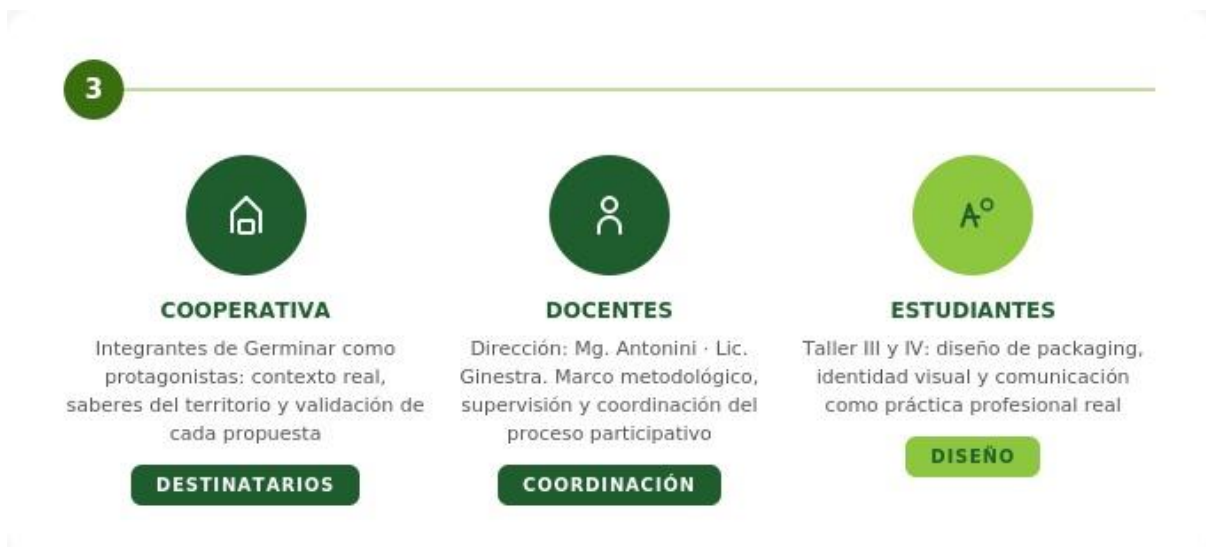 3
COOPERATIVA
Integrantes de Germinar como
protagonistas: contexto real,
saberes del territorio y validación de
cada propuesta
DESTINATARIOS
DOCENTES
Dirección: Mg. Antonini · Lic.
Ginestra. Marco metodológico,
supervisión y coordinación del
proceso participativo
COORDINACIÓN
ESTUDIANTES
Taller III y IV: diseño de packaging,
identidad visual y comunicación
como práctica profesional real
DISEÑO